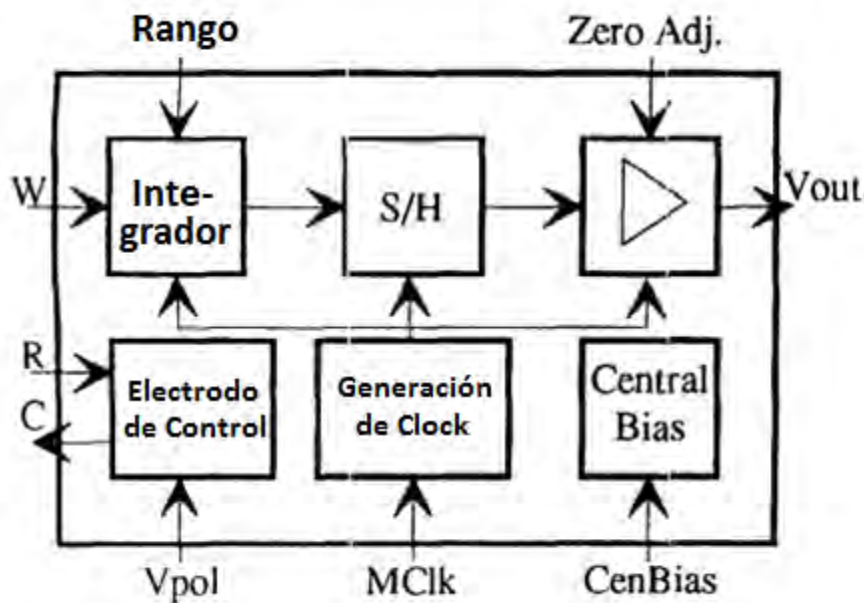 Rango
Zero Adj.
W
Inte-
grador
S/H
Vout
R
C
Electrodo
de Control
Generación
de Clock
Central
Bias
Vpol
MClk
CenBias